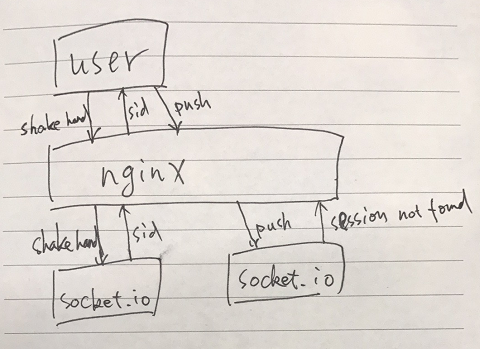 user
shake hand
sid
push
nginx
shake hand
sid
push
session not found
socket.io
socket.io